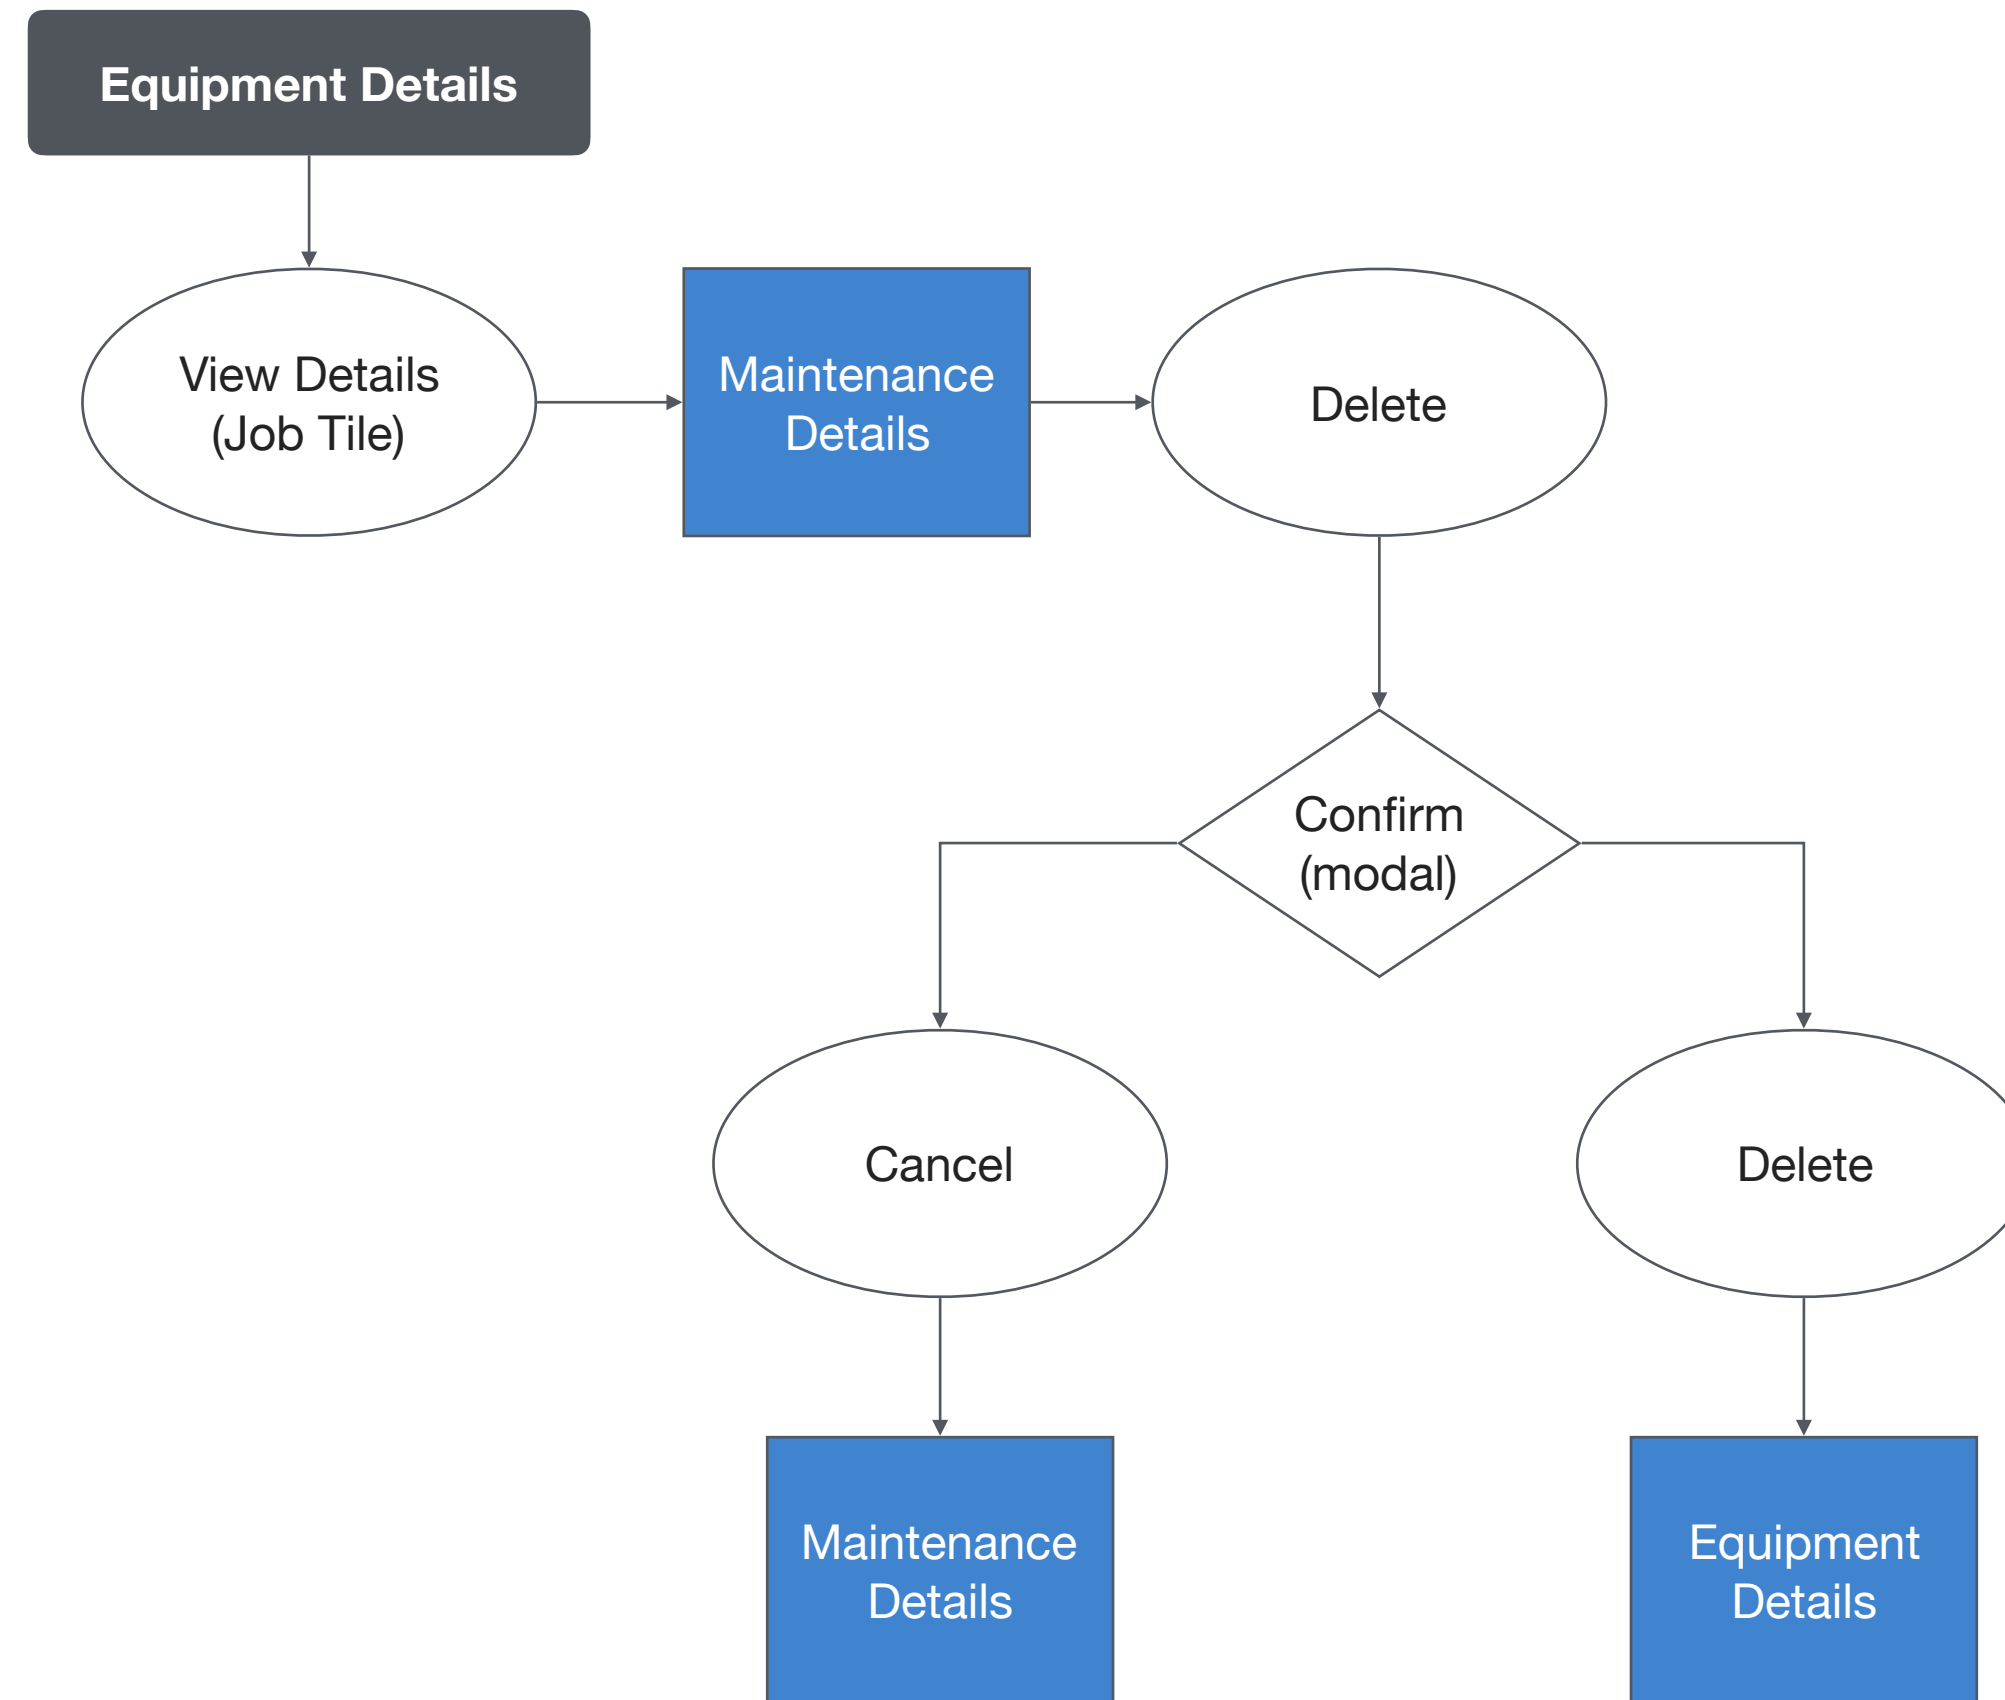 Equipment Details
View Details
(Job Tile)
Maintenance
Details
Delete
Confirm
(modal)
Cancel
Delete
Maintenance
Details
Equipment
Details